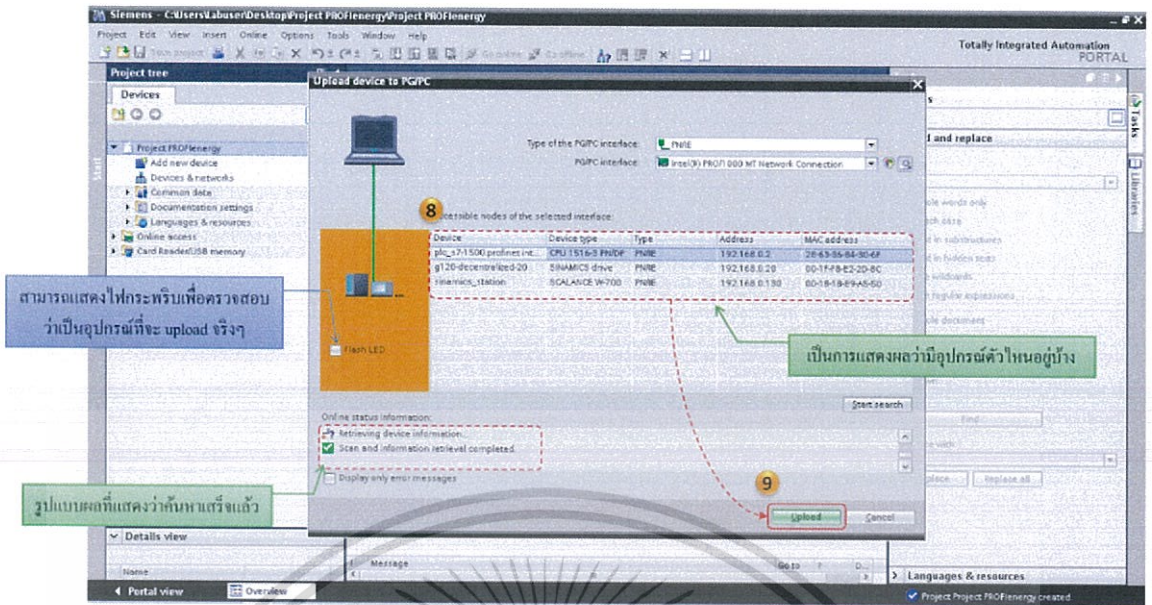 Siemens - C:\Users\Labuser\Desktop\Project PROFIenergy\Project PROFIenergy
Project Edit View Insert Online Options Tools Window Help
Save project
Go online
Go offline
Totally Integrated Automation
PORTAL
Project tree
Devices
Start
Project PROFIenergy
Add new device
Devices & networks
Common data
Documentation settings
Languages & resources
Online access
Card Reader/USB memory
Upload device to PG/PC
Type of the PG/PC interface: PN/IE
PG/PC interface: Intel(R) PRO/1000 MT Network Connection
8
Accessible nodes of the selected interface:
Device Device type Type Address MAC address
plc_s7-1500.profinet int... CPU 1516-3 PN/DP PN/IE 192.168.0.2
g120-decentralized-20 SINAMICS drive PN/IE 192.168.0.20
sinamics_station SCALANCE W-700 PN/IE 192.168.0.130
Flash LED
สามารถแสดงไฟกระพริบเพื่อตรวจสอบ
ว่าเป็นอุปกรณ์ที่จะ upload จริงๆ
เป็นการแสดงผลว่ามีอุปกรณ์ตัวไหนอยู่บ้าง
Start search
Online status information:
Retrieving device information...
Scan and information retrieval completed.
Display only error messages
รูปแบบผลที่แสดงว่าค้นหาเสร็จแล้ว
9
Upload
Cancel
Tasks
Libraries
Find
Replace all
Details view
Name
! Message
Go to ? D...
Languages & resources
Portal view
Overview
Project Project PROFIenergy created.